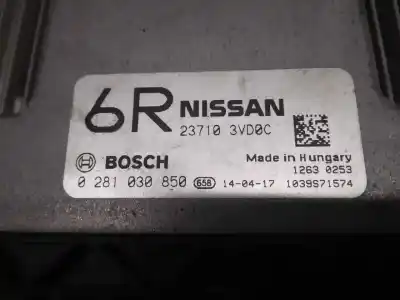 6R NISSAN
23710 3VD0C
BOSCH
Made in Hungary
1263 0253
0 281 030 850 658 14-04-17 1039S71574